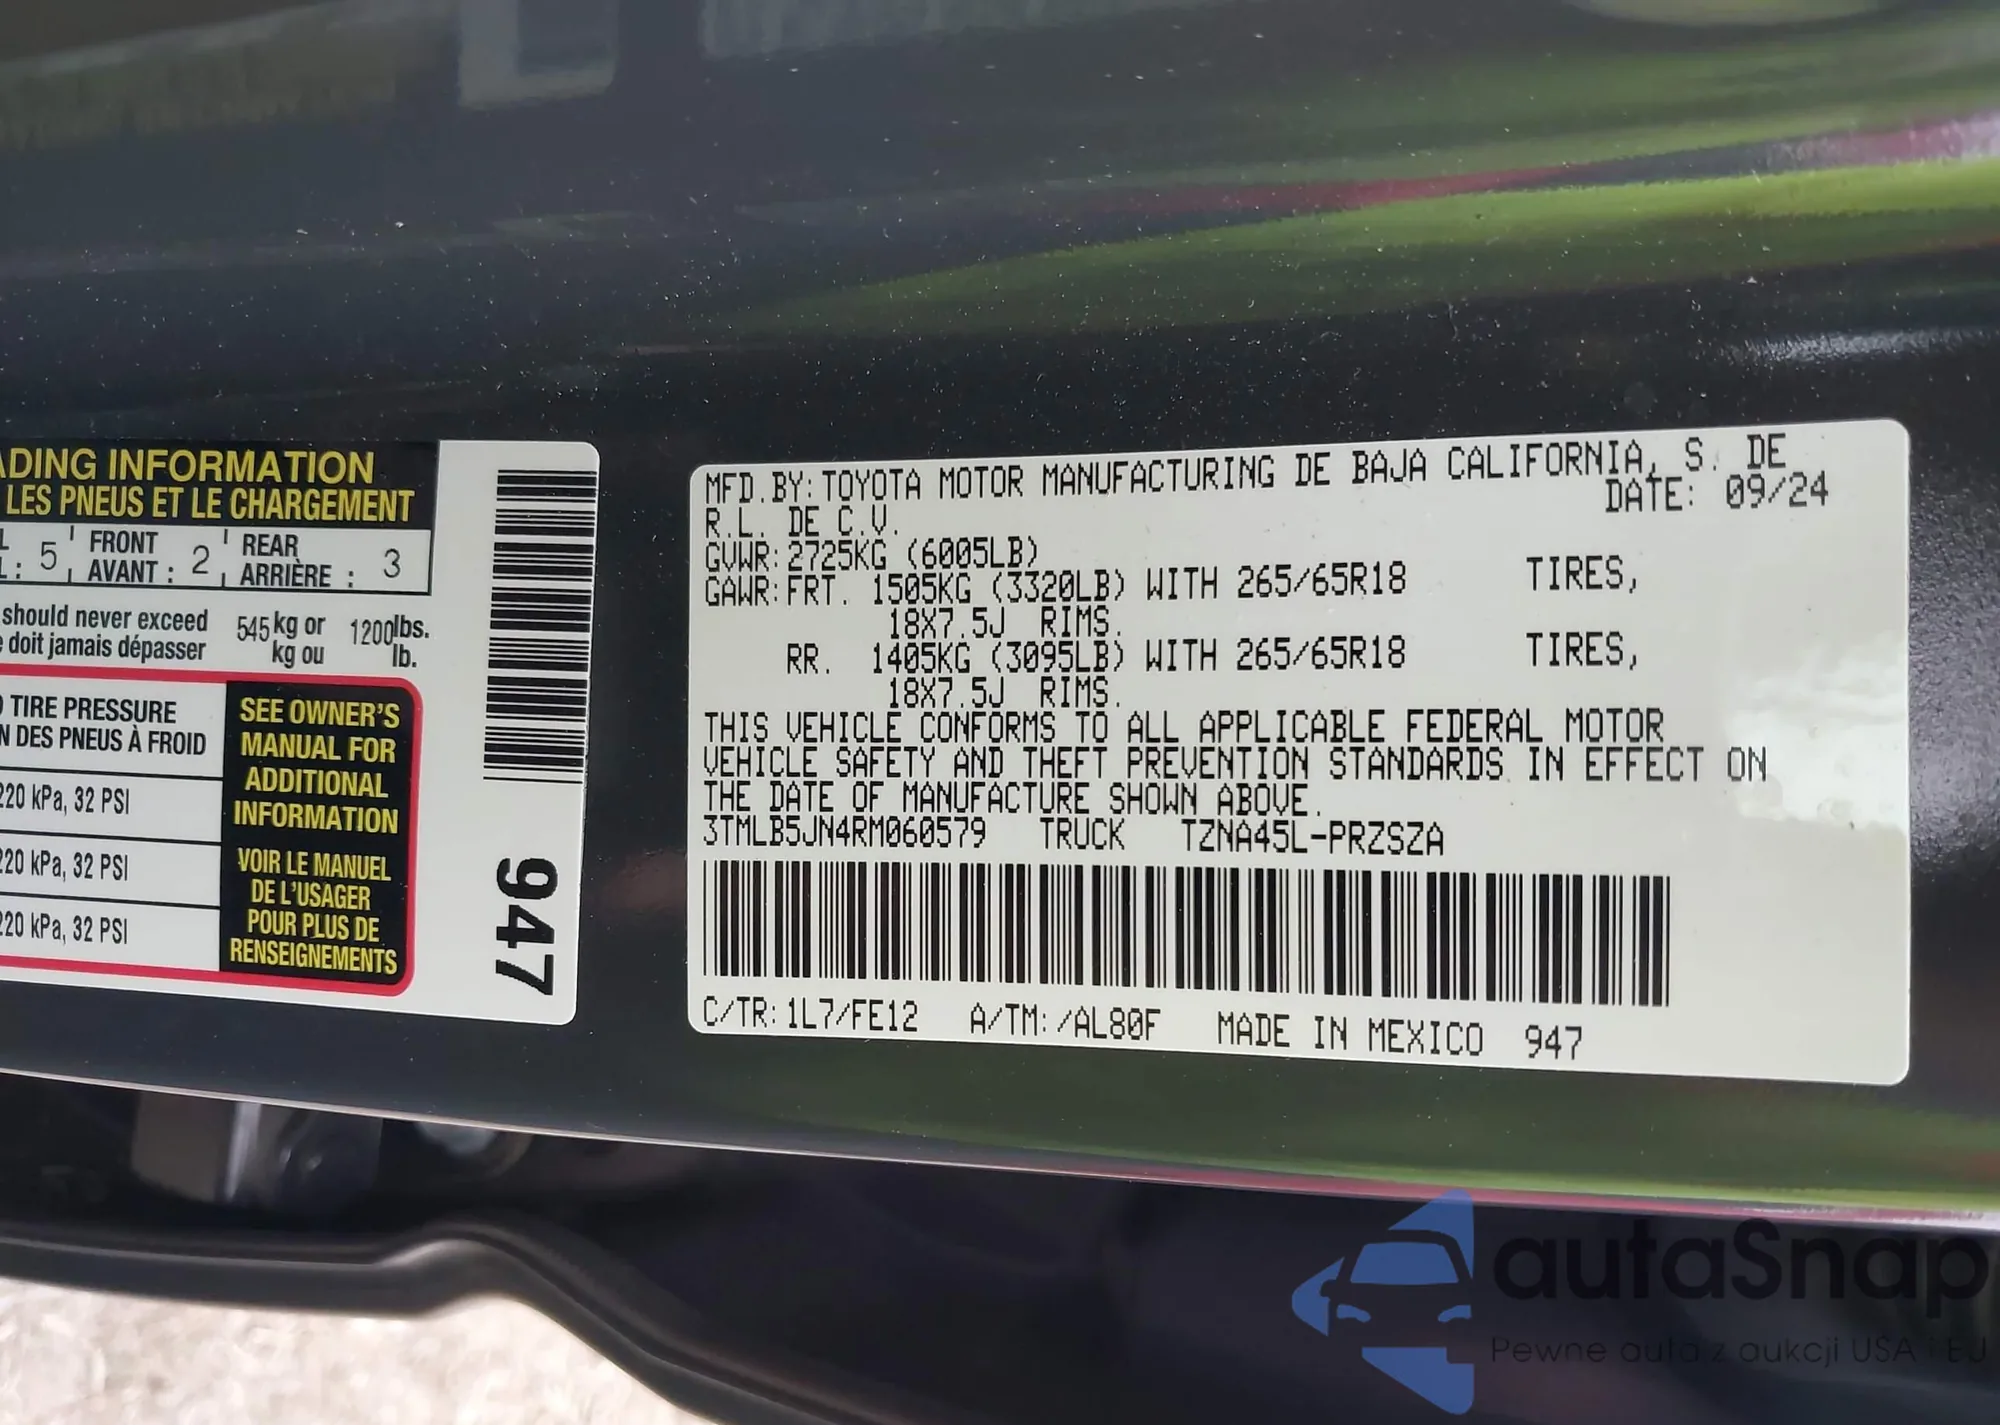 ADING INFORMATION
LES PNEUS ET LE CHARGEMENT
L : 5 FRONT AVANT : 2 REAR ARRIÈRE : 3
should never exceed 545 kg or 1200 lbs.
doit jamais dépasser kg ou lb.
TIRE PRESSURE
N DES PNEUS À FROID
220 kPa, 32 PSI
220 kPa, 32 PSI
220 kPa, 32 PSI
SEE OWNER'S
MANUAL FOR
ADDITIONAL
INFORMATION
VOIR LE MANUEL
DE L'USAGER
POUR PLUS DE
RENSEIGNEMENTS
947
MFD.BY:TOYOTA MOTOR MANUFACTURING DE BAJA CALIFORNIA, S. DE
R.L. DE C.V. DATE: 09/24
GVWR:2725KG (6005LB)
GAWR:FRT. 1505KG (3320LB) WITH 265/65R18 TIRES,
18X7.5J RIMS.
RR. 1405KG (3095LB) WITH 265/65R18 TIRES,
18X7.5J RIMS.
THIS VEHICLE CONFORMS TO ALL APPLICABLE FEDERAL MOTOR
VEHICLE SAFETY AND THEFT PREVENTION STANDARDS IN EFFECT ON
THE DATE OF MANUFACTURE SHOWN ABOVE.
3TMLB5JN4RM060579 TRUCK TZNA45L-PRZSZA
C/TR:1L7/FE12 A/TM:/AL80F MADE IN MEXICO 947
autaSnap
Pewne auta z aukcji USA i EU